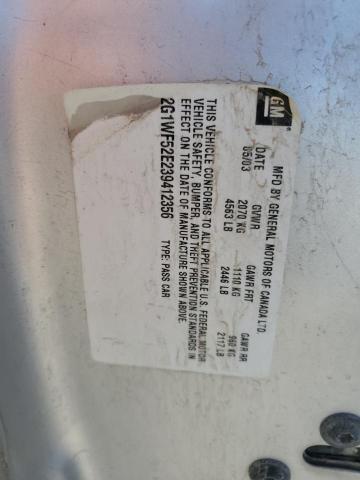 GM
MFD BY GENERAL MOTORS OF CANADA LTD.
DATE GVWR GAWR FRT GAWR RR
05/03 2070 KG 1110 KG 960 KG
4563 LB 2446 LB 2117 LB
THIS VEHICLE CONFORMS TO ALL APPLICABLE U.S. FEDERAL MOTOR
VEHICLE SAFETY, BUMPER, AND THEFT PREVENTION STANDARDS IN
EFFECT ON THE DATE OF MANUFACTURE SHOWN ABOVE.
2G1WF52E239412356 TYPE: PASS CAR